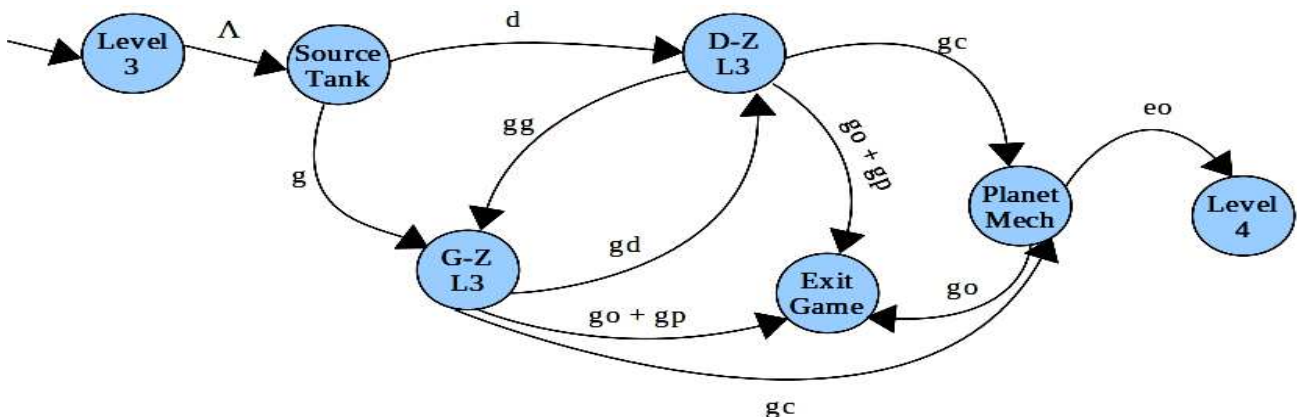 Level
3
Λ
Source
Tank
d
D-Z
L3
gc
eo
gg
go + gp
g
Planet
Mech
Level
4
G-Z
L3
gd
Exit
Game
go
go + gp
gc